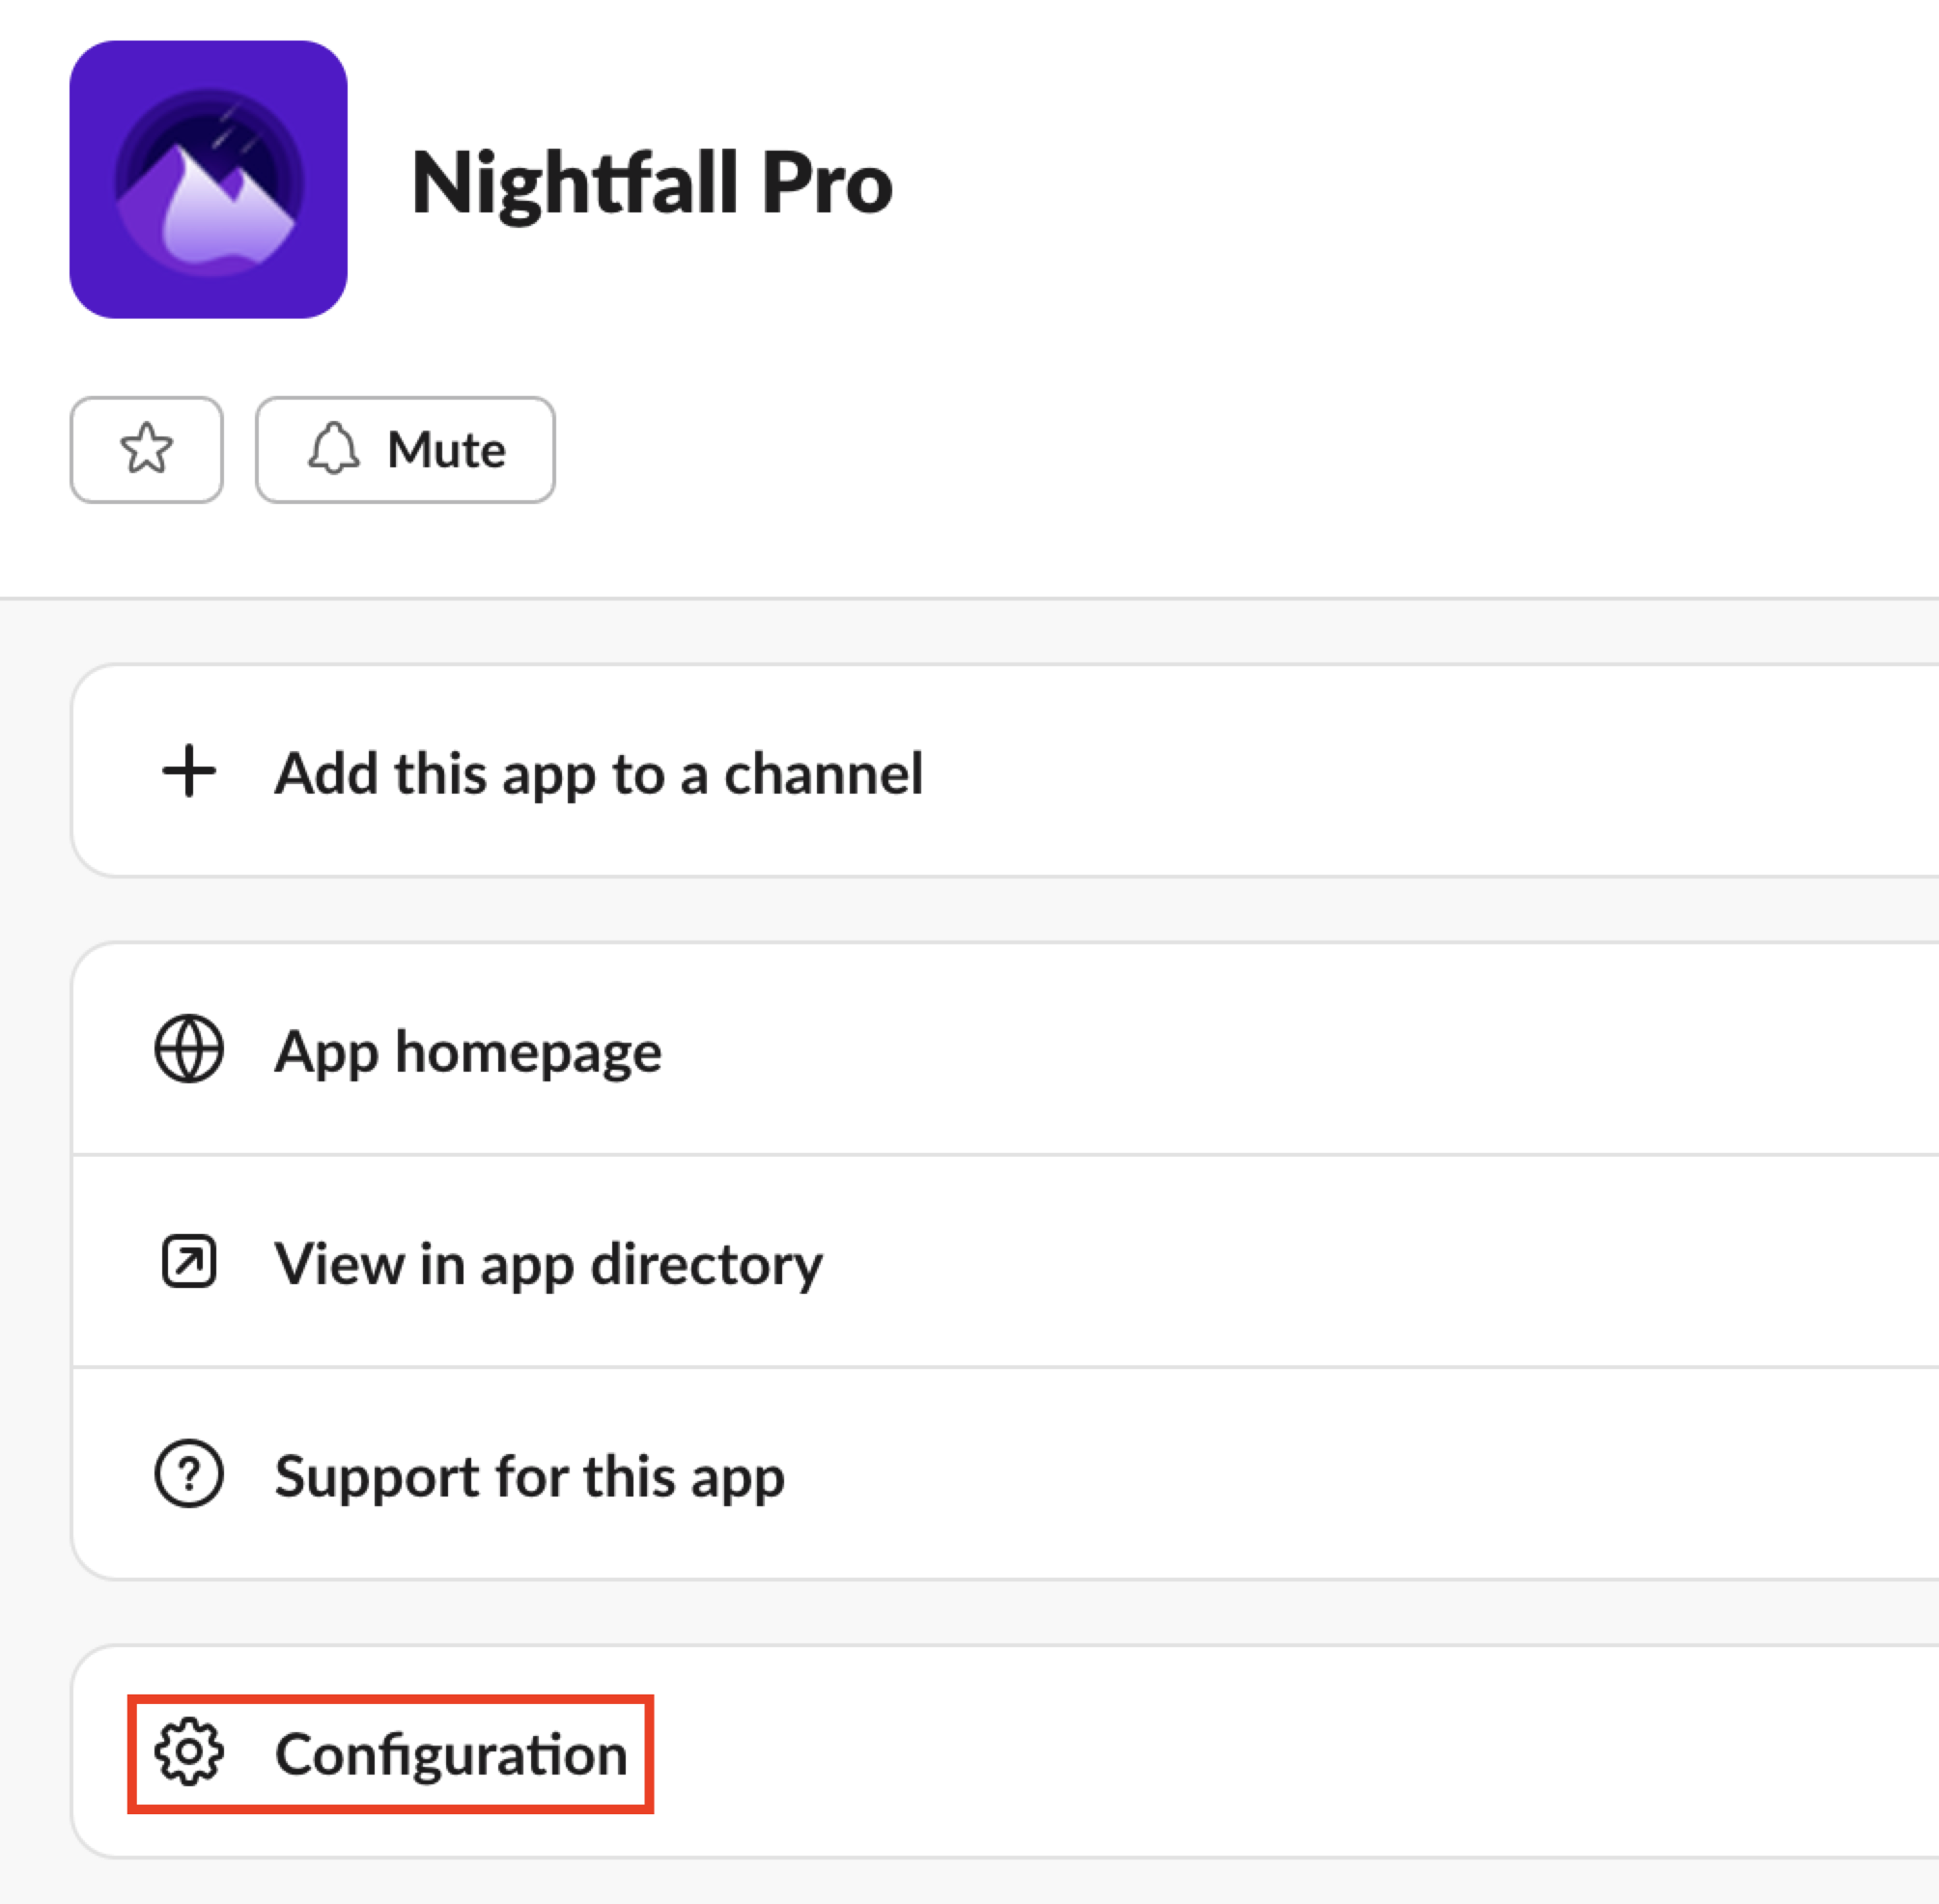 Nightfall Pro
Mute
Add this app to a channel
App homepage
View in app directory
Support for this app
Configuration